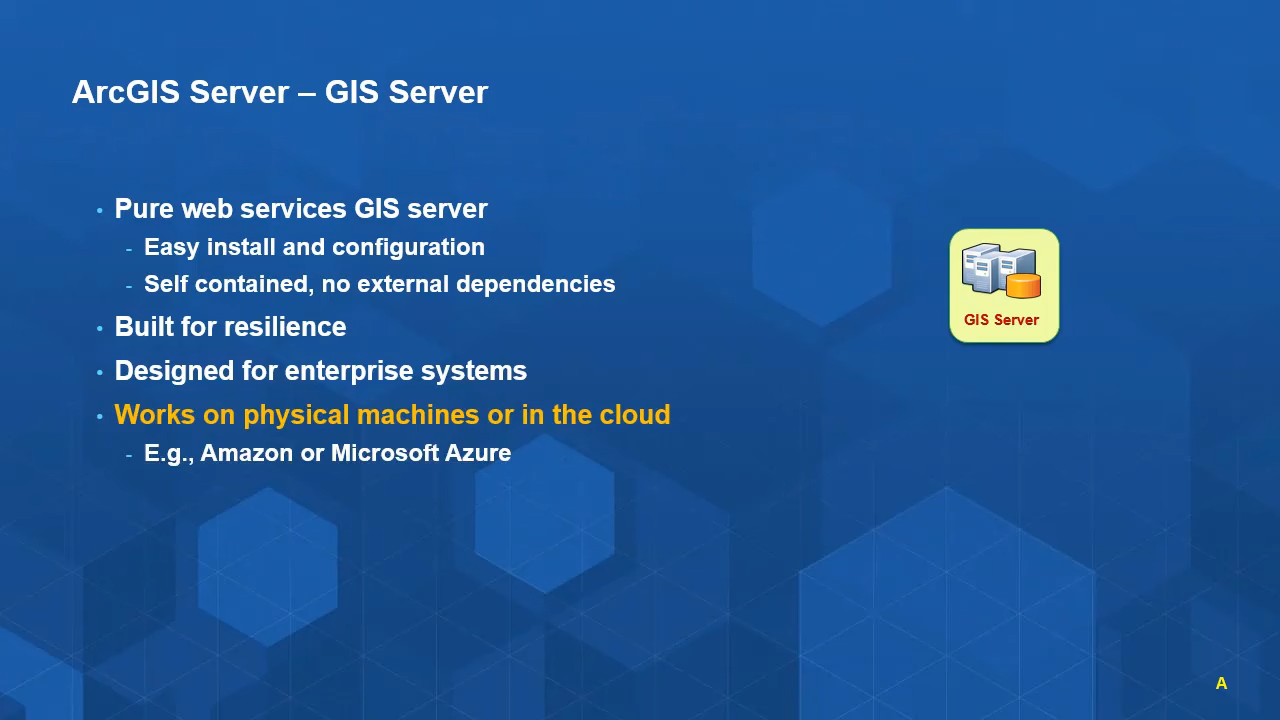 ArcGIS Server – GIS Server
• Pure web services GIS server
- Easy install and configuration
- Self contained, no external dependencies
• Built for resilience
• Designed for enterprise systems
• Works on physical machines or in the cloud
- E.g., Amazon or Microsoft Azure
GIS Server
A